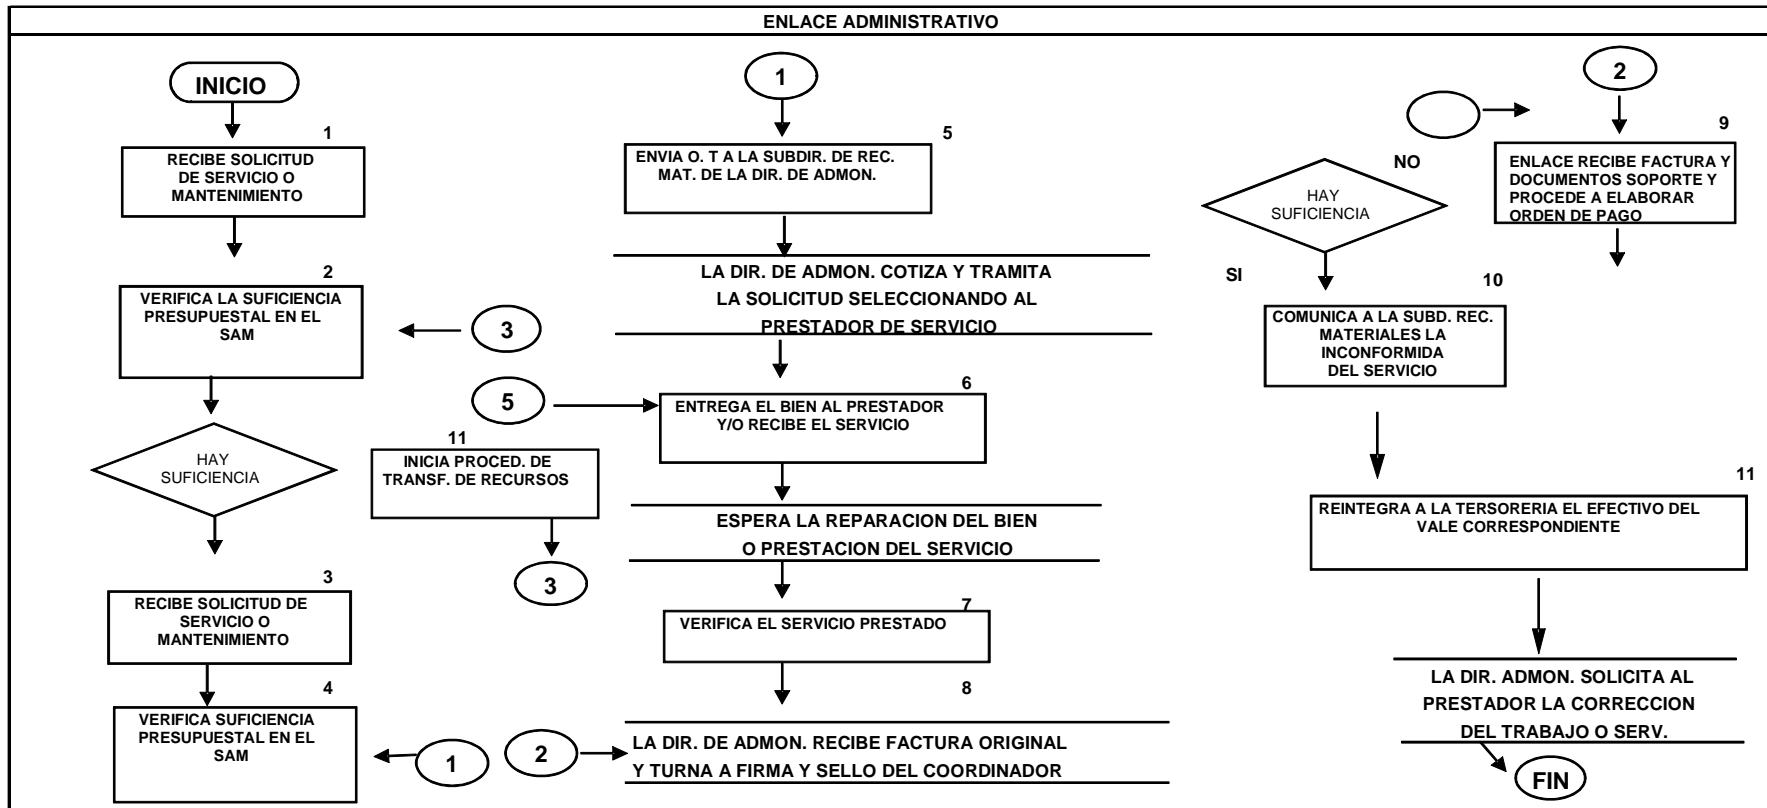 ENLACE ADMINISTRATIVO
INICIO
1
RECIBE SOLICITUD
DE SERVICIO O
MANTENIMIENTO
2
VERIFICA LA SUFICIENCIA
PRESUPUESTAL EN EL
SAM
3
HAY
SUFICIENCIA
11
INICIA PROCED. DE
TRANSF. DE RECURSOS
3
3
RECIBE SOLICITUD DE
SERVICIO O
MANTENIMIENTO
4
VERIFICA SUFICIENCIA
PRESUPUESTAL EN EL
SAM
1
1
5
ENVIA O. T A LA SUBDIR. DE REC.
MAT. DE LA DIR. DE ADMON.
LA DIR. DE ADMON. COTIZA Y TRAMITA
LA SOLICITUD SELECCIONANDO AL
PRESTADOR DE SERVICIO
5
6
ENTREGA EL BIEN AL PRESTADOR
Y/O RECIBE EL SERVICIO
ESPERA LA REPARACION DEL BIEN
O PRESTACION DEL SERVICIO
7
VERIFICA EL SERVICIO PRESTADO
8
2
LA DIR. DE ADMON. RECIBE FACTURA ORIGINAL
Y TURNA A FIRMA Y SELLO DEL COORDINADOR
2
9
ENLACE RECIBE FACTURA Y
DOCUMENTOS SOPORTE Y
PROCEDE A ELABORAR
ORDEN DE PAGO
NO
HAY
SUFICIENCIA
SI
10
COMUNICA A LA SUBD. REC.
MATERIALES LA
INCONFORMIDA
DEL SERVICIO
11
REINTEGRA A LA TERSORERIA EL EFECTIVO DEL
VALE CORRESPONDIENTE
LA DIR. ADMON. SOLICITA AL
PRESTADOR LA CORRECCION
DEL TRABAJO O SERV.
FIN